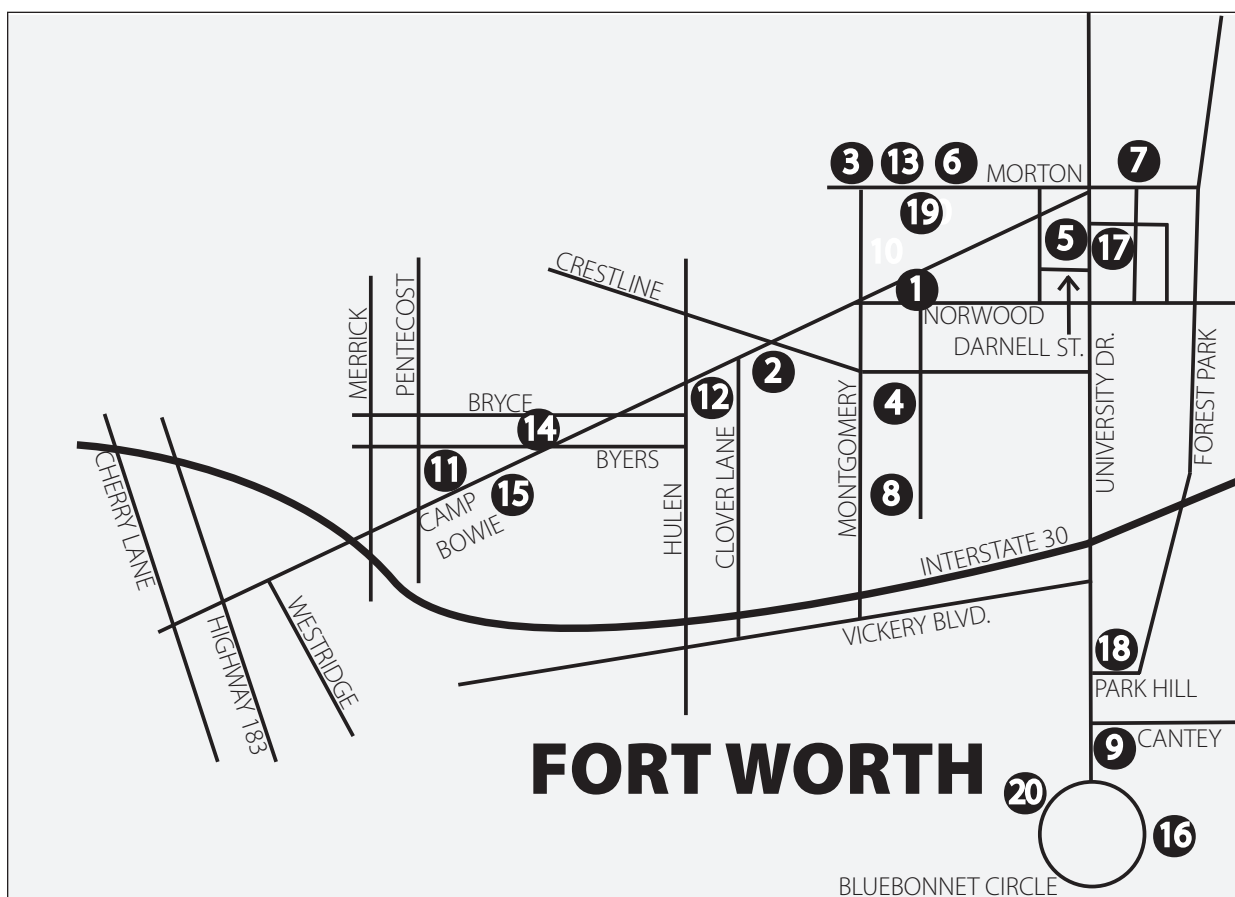 3
13
6
MORTON
7
19
10
5
17
CRESTLINE
1
NORWOOD
DARNELL ST.
MERRICK
PENTECOST
2
BRYCE
12
4
14
BYERS
11
15
CAMP
BOWIE
8
HULEN
CLOVER LANE
MONTGOMERY
UNIVERSITY DR.
FOREST PARK
CHERRY LANE
HIGHWAY 183
WESTRIDGE
INTERSTATE 30
VICKERY BLVD.
18
PARK HILL
FORT WORTH
9
CANTEY
20
16
BLUEBONNET CIRCLE